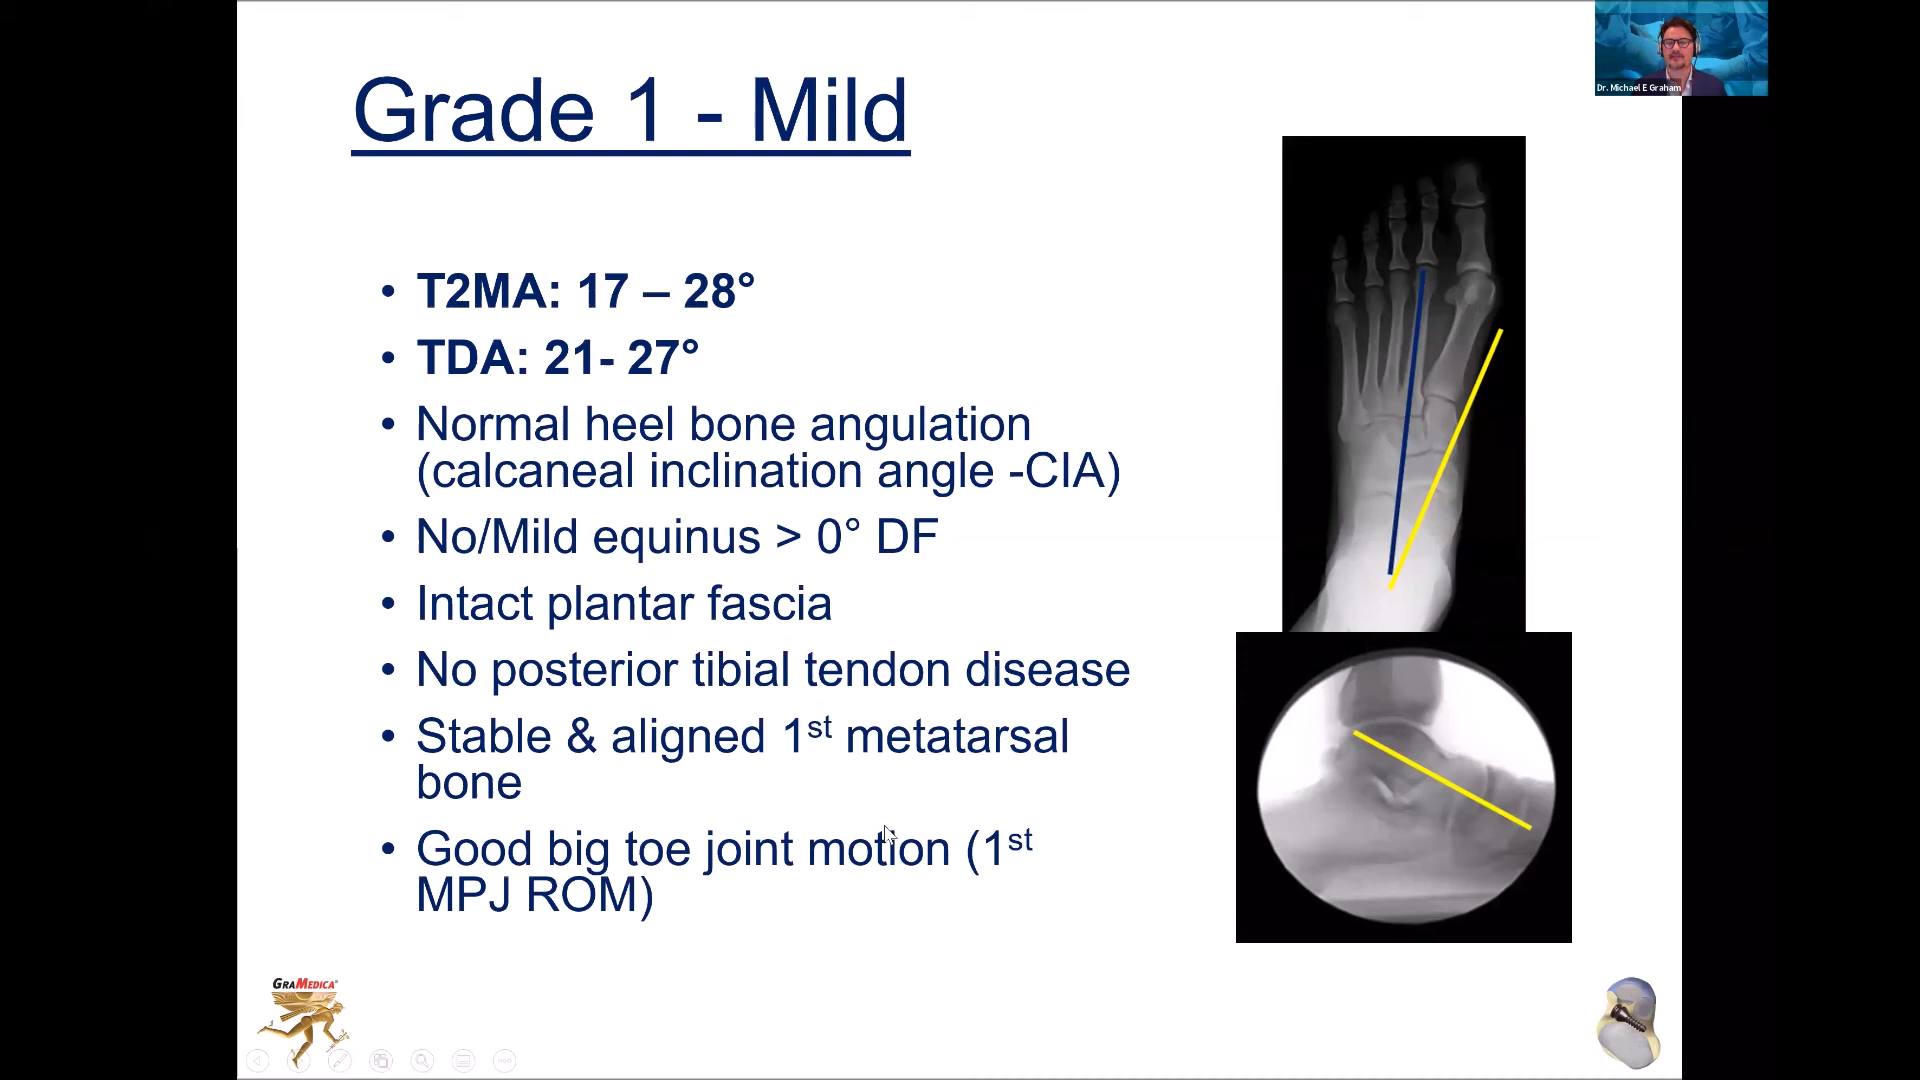 Dr. Michael E Graham
Grade 1 - Mild
• T2MA: 17 – 28°
• TDA: 21- 27°
• Normal heel bone angulation
(calcaneal inclination angle -CIA)
• No/Mild equinus > 0° DF
• Intact plantar fascia
• No posterior tibial tendon disease
• Stable & aligned 1st metatarsal
bone
• Good big toe joint motion (1st
MPJ ROM)
GRAMEDICA®